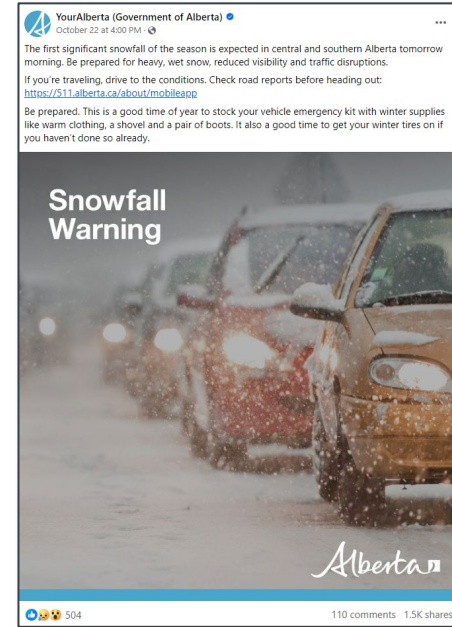 YourAlberta (Government of Alberta)
October 22 at 4:00 PM ·
The first significant snowfall of the season is expected in central and southern Alberta tomorrow
morning. Be prepared for heavy, wet snow, reduced visibility and traffic disruptions.
If you're traveling, drive to the conditions. Check road reports before heading out:
https://511.alberta.ca/about/mobileapp
Be prepared. This is a good time of year to stock your vehicle emergency kit with winter supplies
like warm clothing, a shovel and a pair of boots. It also a good time to get your winter tires on if
you haven't done so already.
Snowfall
Warning
Alberta
504
110 comments 1.5K shares